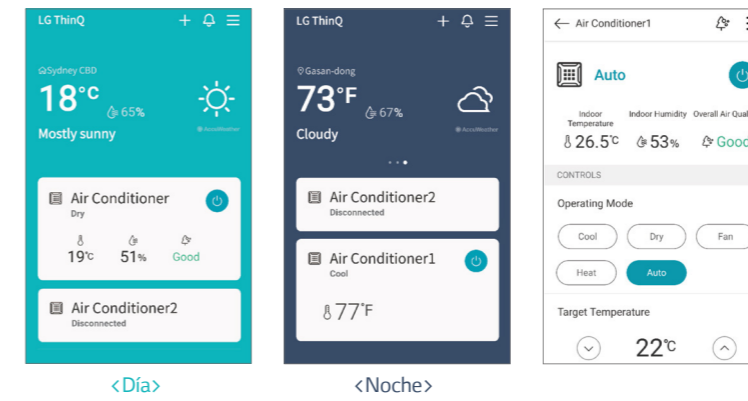 LG ThinQ
Sydney CBD
18°C
65%
Mostly sunny
AccuWeather
Air Conditioner
Dry
19°C 51% Good
Air Conditioner2
Disconnected
<Día>
LG ThinQ
Gasan-dong
73°F
67%
Cloudy
AccuWeather
Air Conditioner2
Disconnected
Air Conditioner1
Cool
77°F
<Noche>
Air Conditioner1
Auto
Indoor
Temperature
Indoor Humidity Overall Air Qual
26.5°C 53% Good
CONTROLS
Operating Mode
Cool Dry Fan
Heat Auto
Target Temperature
22°C